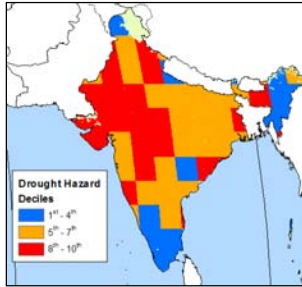 Drought Hazard
Deciles
1st - 4th
5th - 7th
8th - 10th